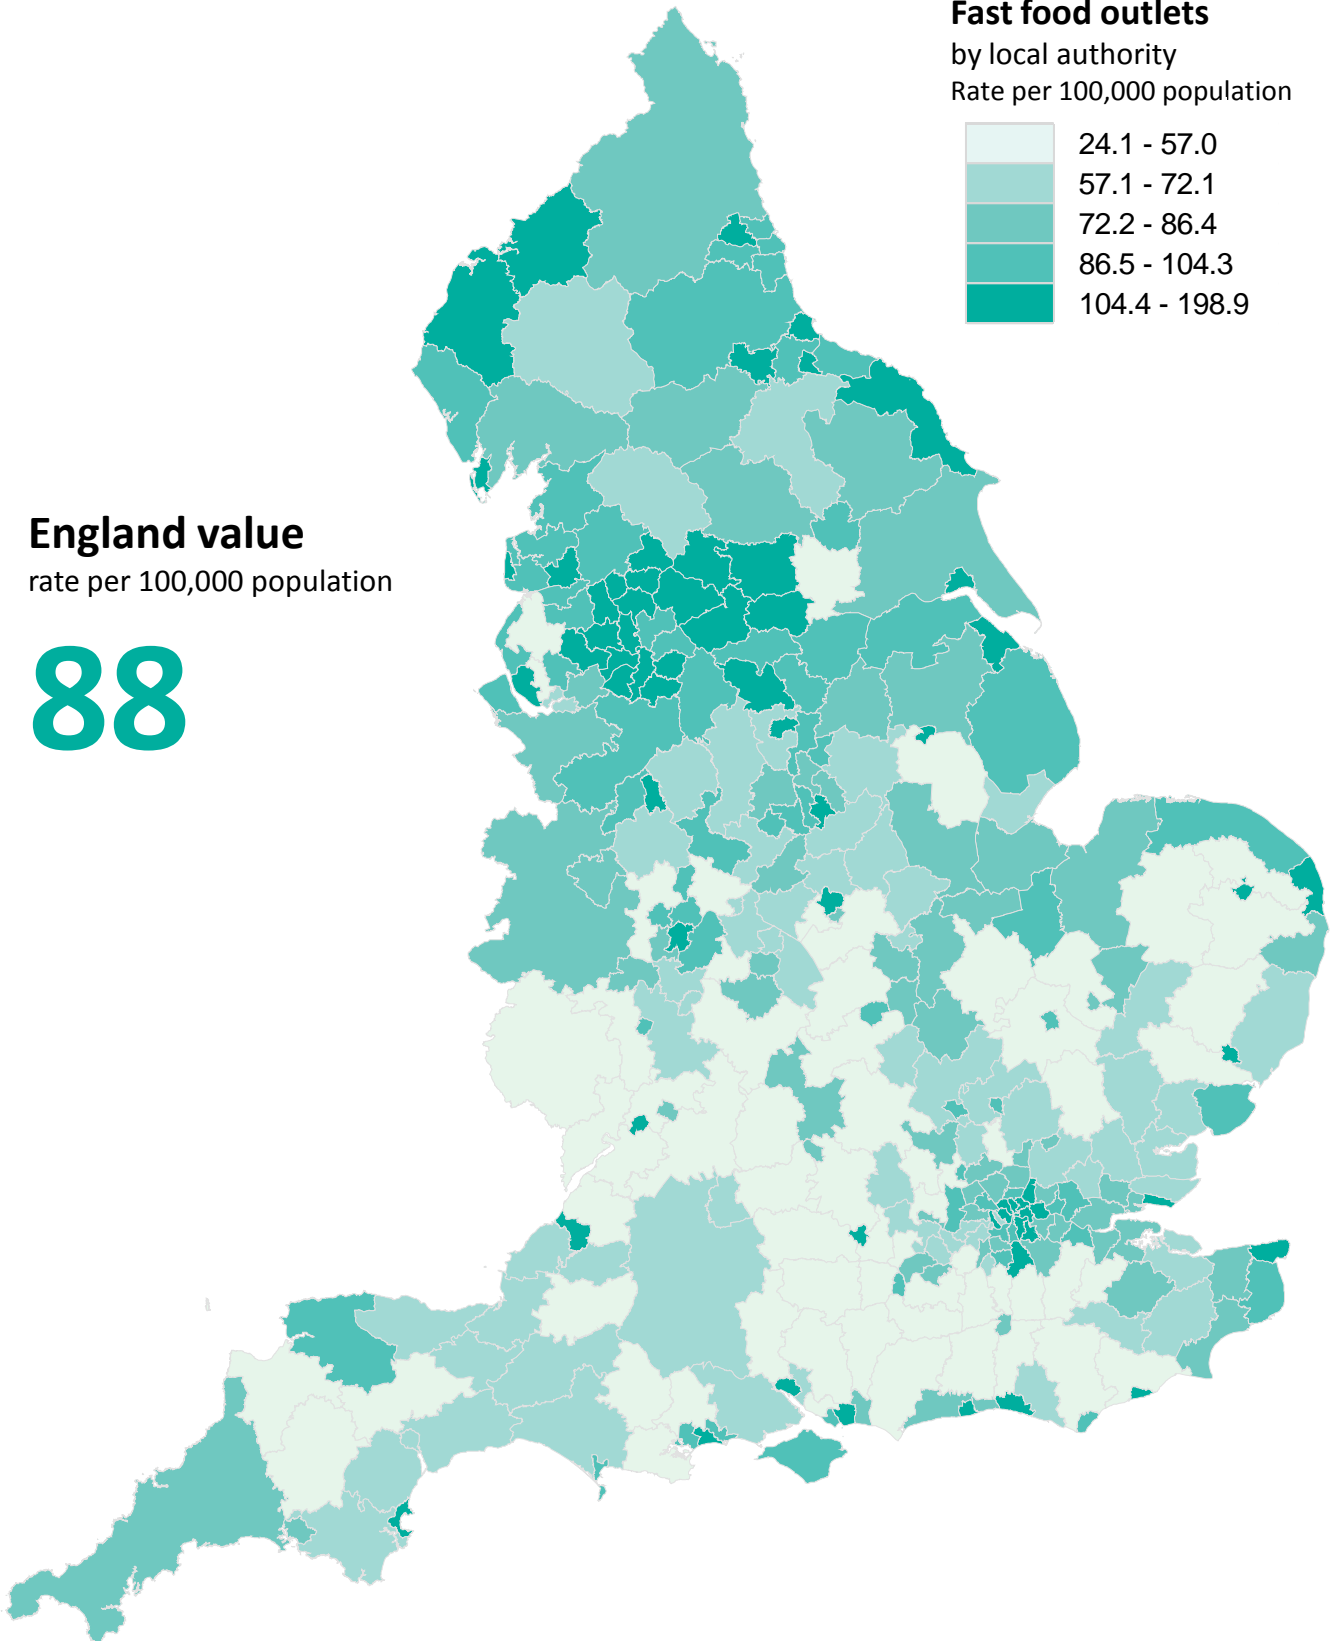 Fast food outlets
by local authority
Rate per 100,000 population
24.1 - 57.0
57.1 - 72.1
72.2 - 86.4
86.5 - 104.3
104.4 - 198.9
England value
rate per 100,000 population
88